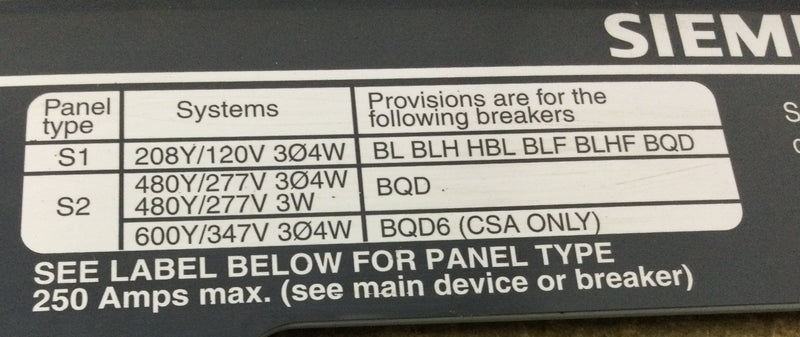 SIEM
Panel type Systems Provisions are for the following breakers
S1 208Y/120V 3Ø4W BL BLH HBL BLF BLHF BQD
S2 480Y/277V 3Ø4W BQD
480Y/277V 3W
600Y/347V 3Ø4W BQD6 (CSA ONLY)
SEE LABEL BELOW FOR PANEL TYPE
250 Amps max. (see main device or breaker)